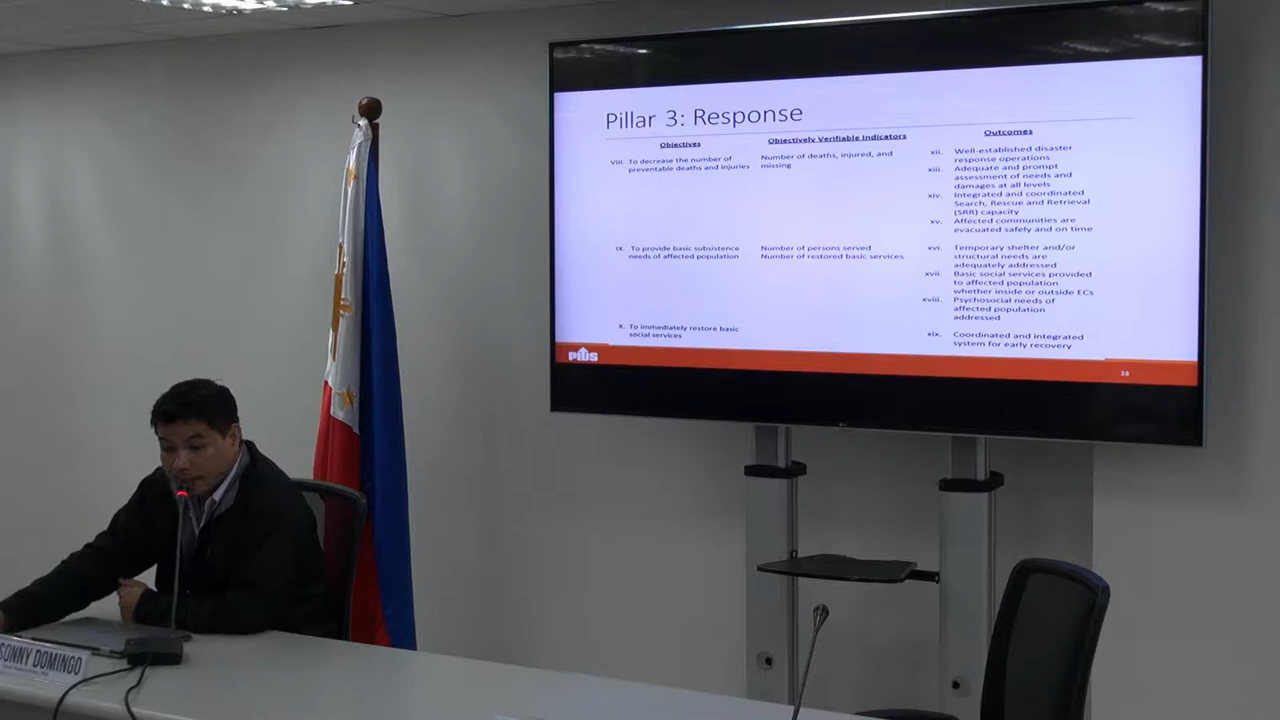 Pillar 3: Response
Objectives
Objectively Verifiable Indicators
Outcomes
VIII. To decrease the number of
preventable deaths and injuries
Number of deaths, injured, and
missing
xii. Well-established disaster
response operations
xiii. Adequate and prompt
assessment of needs and
damages at all levels
xiv. Integrated and coordinated
Search, Rescue and Retrieval
(SRR) capacity
xv. Affected communities are
evacuated safely and on time
IX. To provide basic subsistence
needs of affected population
Number of persons served
Number of restored basic services
xvi. Temporary shelter and/or
structural needs are
adequately addressed
xvii. Basic social services provided
to affected population
whether inside or outside ECs
xviii. Psychosocial needs of
affected population
addressed
X. To immediately restore basic
social services
xix. Coordinated and integrated
system for early recovery
PIDS
38
SONNY DOMINGO